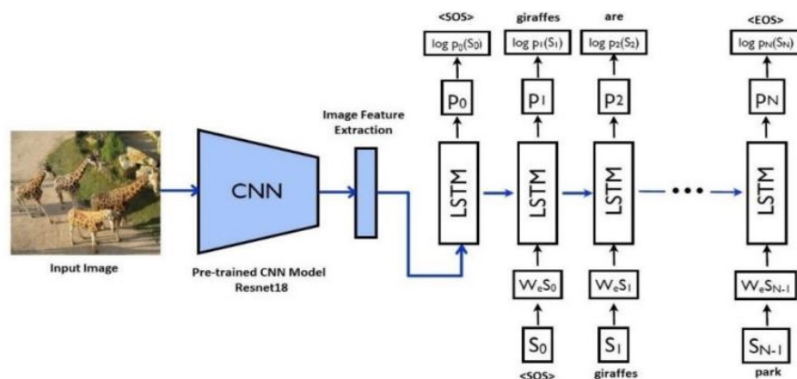 <SOS> giraffes are <EOS>
log p₀(S₀) log p₁(S₁) log p₂(S₂) log pN(SN)
p₀ p₁ p₂ pN
Image Feature
Extraction
CNN
LSTM LSTM LSTM LSTM
Input Image
Pre-trained CNN Model
Resnet18
WₑS₀ WₑS₁ WₑSN-1
S₀ S₁ SN-1
<SOS> giraffes park